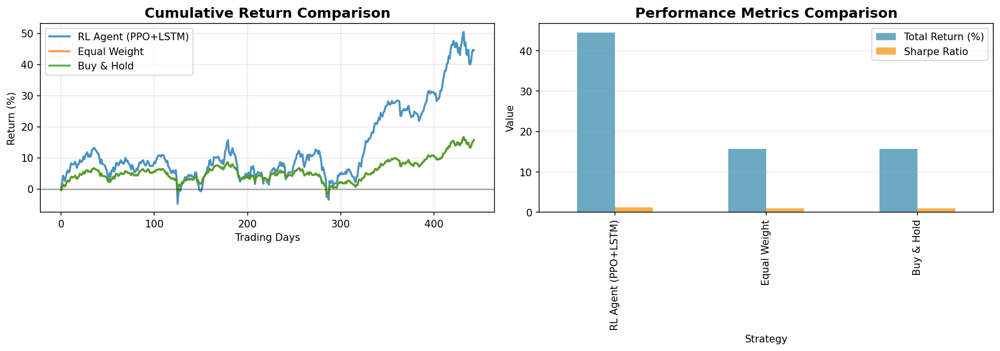 Cumulative Return Comparison
RL Agent (PPO+LSTM)
Equal Weight
Buy & Hold
Return (%)
50
40
30
20
10
0
0 100 200 300 400
Trading Days
Performance Metrics Comparison
Total Return (%)
Sharpe Ratio
Value
40
30
20
10
0
RL Agent (PPO+LSTM)
Equal Weight
Buy & Hold
Strategy